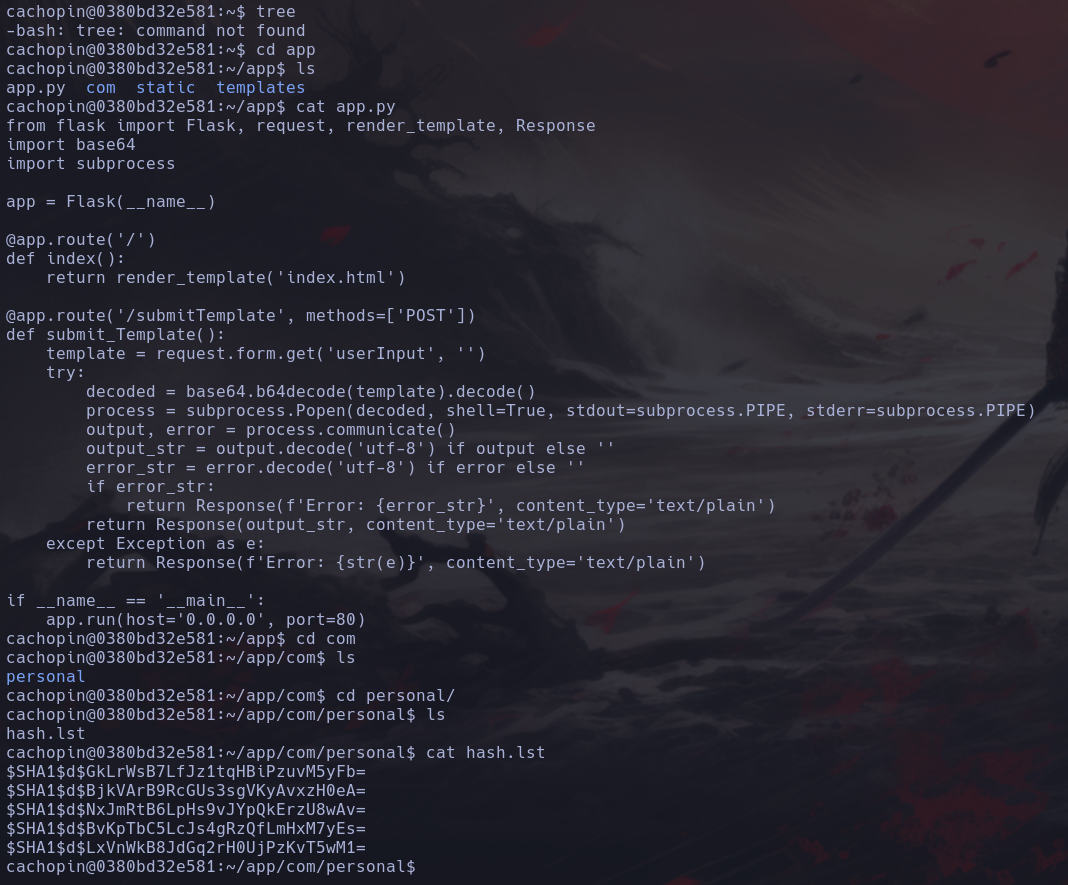 cachopin@0380bd32e581:~$ tree
-bash: tree: command not found
cachopin@0380bd32e581:~$ cd app
cachopin@0380bd32e581:~/app$ ls
app.py  com  static  templates
cachopin@0380bd32e581:~/app$ cat app.py
from flask import Flask, request, render_template, Response
import base64
import subprocess

app = Flask(__name__)

@app.route('/')
def index():
    return render_template('index.html')

@app.route('/submitTemplate', methods=['POST'])
def submit_Template():
    template = request.form.get('userInput', '')
    try:
        decoded = base64.b64decode(template).decode()
        process = subprocess.Popen(decoded, shell=True, stdout=subprocess.PIPE, stderr=subprocess.PIPE)
        output, error = process.communicate()
        output_str = output.decode('utf-8') if output else ''
        error_str = error.decode('utf-8') if error else ''
        if error_str:
            return Response(f'Error: {error_str}', content_type='text/plain')
        return Response(output_str, content_type='text/plain')
    except Exception as e:
        return Response(f'Error: {str(e)}', content_type='text/plain')

if __name__ == '__main__':
    app.run(host='0.0.0.0', port=80)
cachopin@0380bd32e581:~/app$ cd com
cachopin@0380bd32e581:~/app/com$ ls
personal
cachopin@0380bd32e581:~/app/com$ cd personal/
cachopin@0380bd32e581:~/app/com/personal$ ls
hash.lst
cachopin@0380bd32e581:~/app/com/personal$ cat hash.lst
$SHA1$d$GkLrWsB7LfJz1tqHBiPzuvM5yFb=
$SHA1$d$BjkVArB9RcGUs3sgVKyAvxzH0eA=
$SHA1$d$NxJmRtB6LpHs9vJYpQkErzU8wAv=
$SHA1$d$BvKpTbC5LcJs4gRzQfLmHxM7yEs=
$SHA1$d$LxVnWkB8JdGq2rH0UjPzKvT5wM1=
cachopin@0380bd32e581:~/app/com/personal$